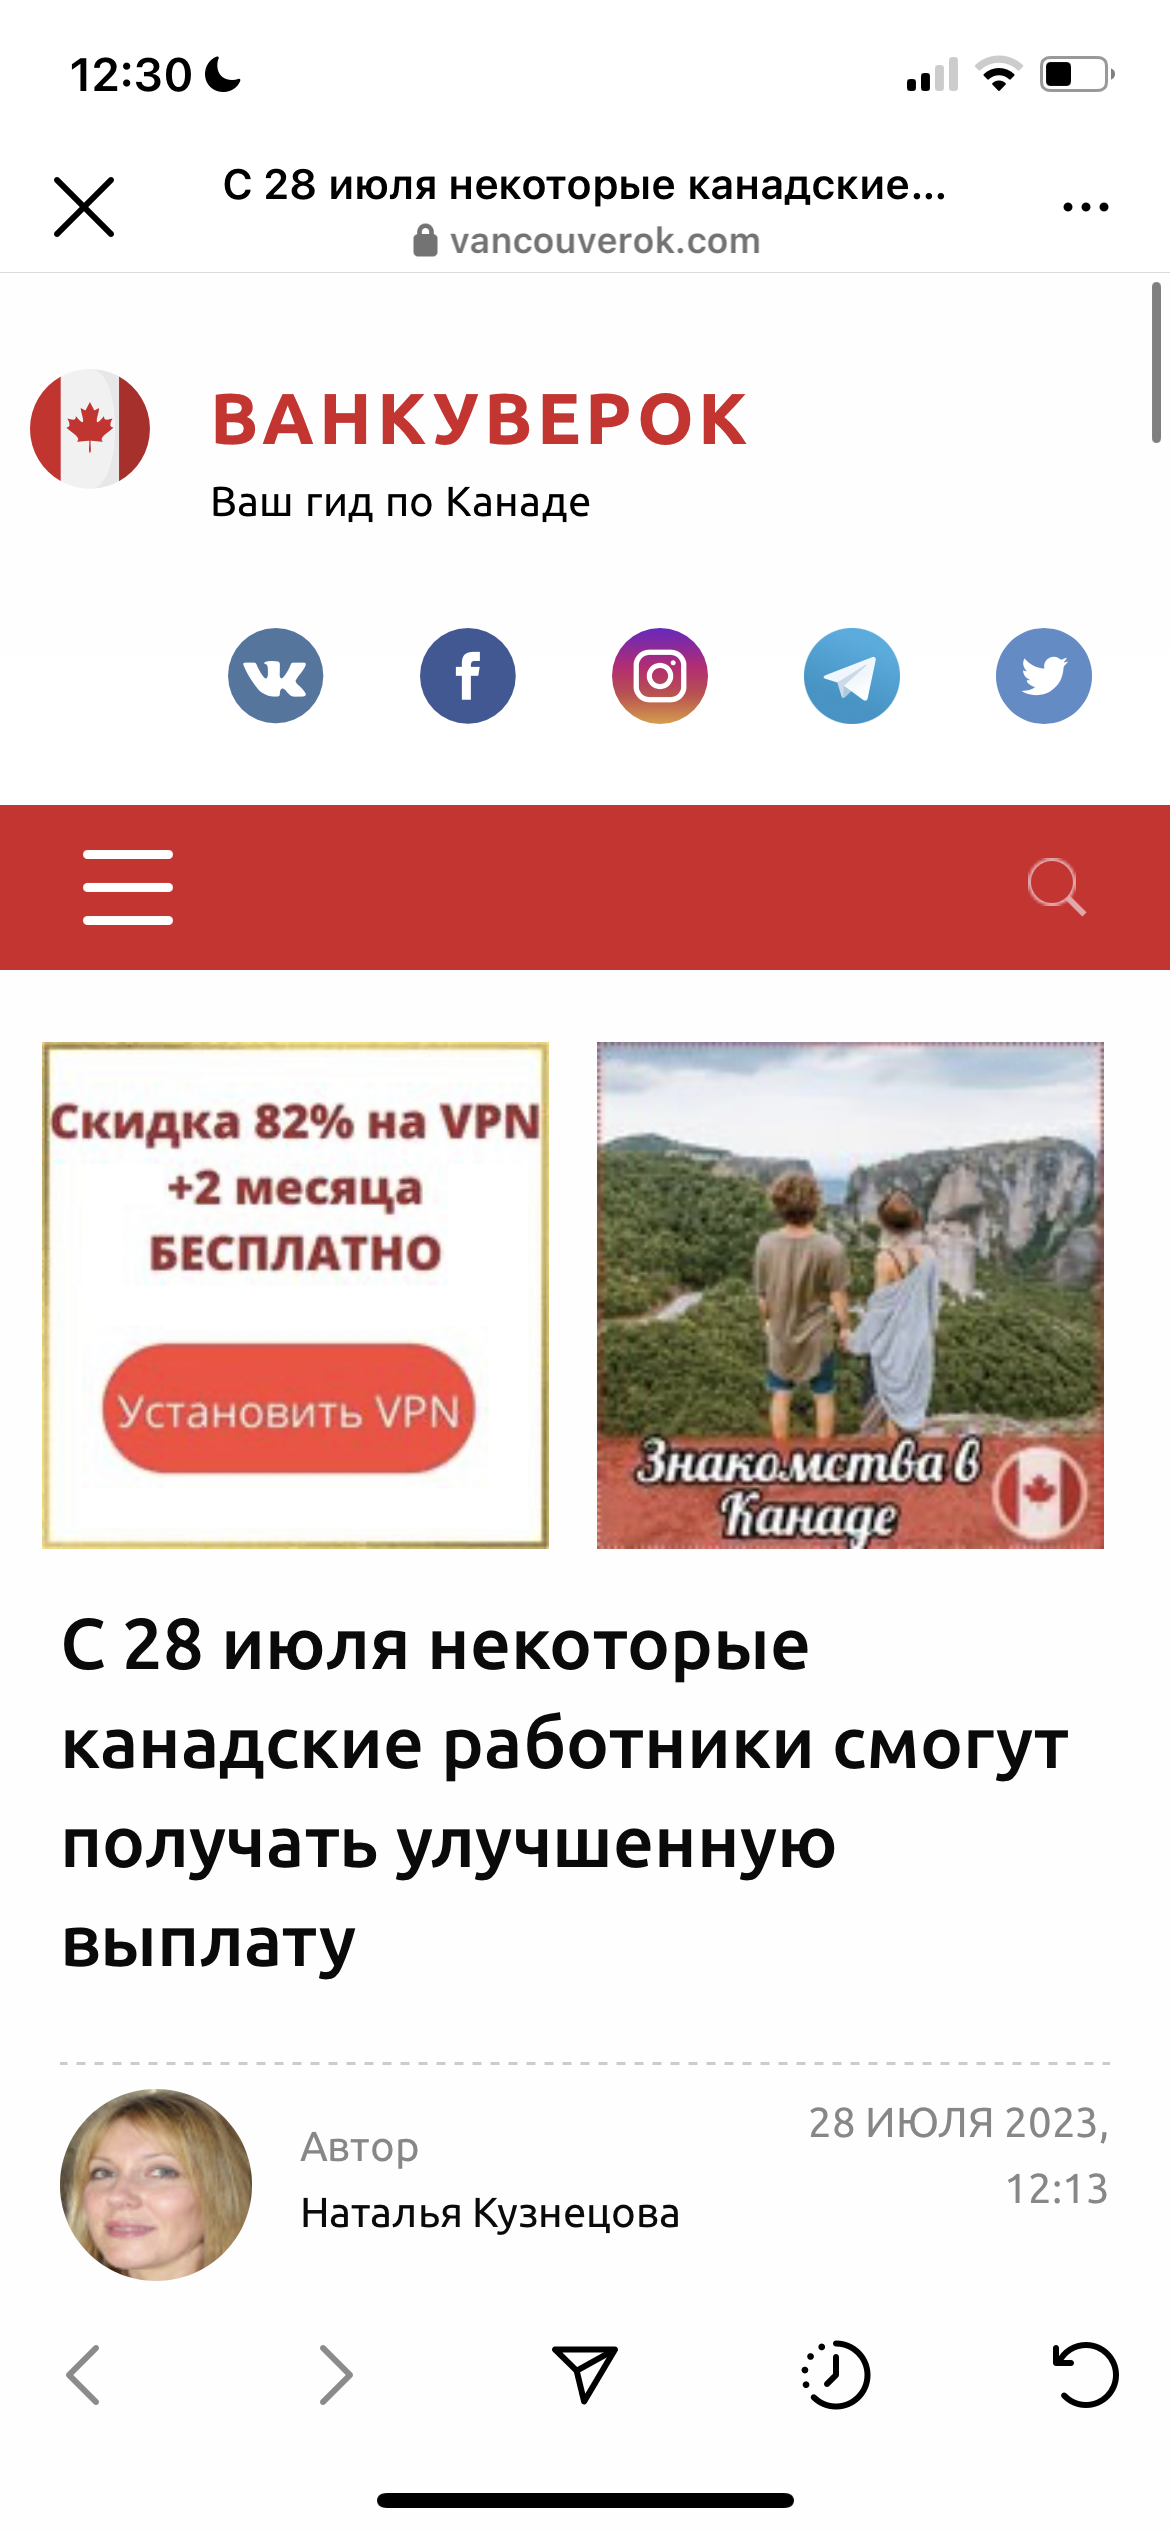 12:30
С 28 июля некоторые канадские...
vancouverok.com
ВАНКУВЕРОК
Ваш гид по Канаде
Скидка 82% на VPN
+2 месяца
БЕСПЛАТНО
Установить VPN
Знакомства в
Канаде
С 28 июля некоторые
канадские работники смогут
получать улучшенную
выплату
Автор
Наталья Кузнецова
28 ИЮЛЯ 2023,
12:13